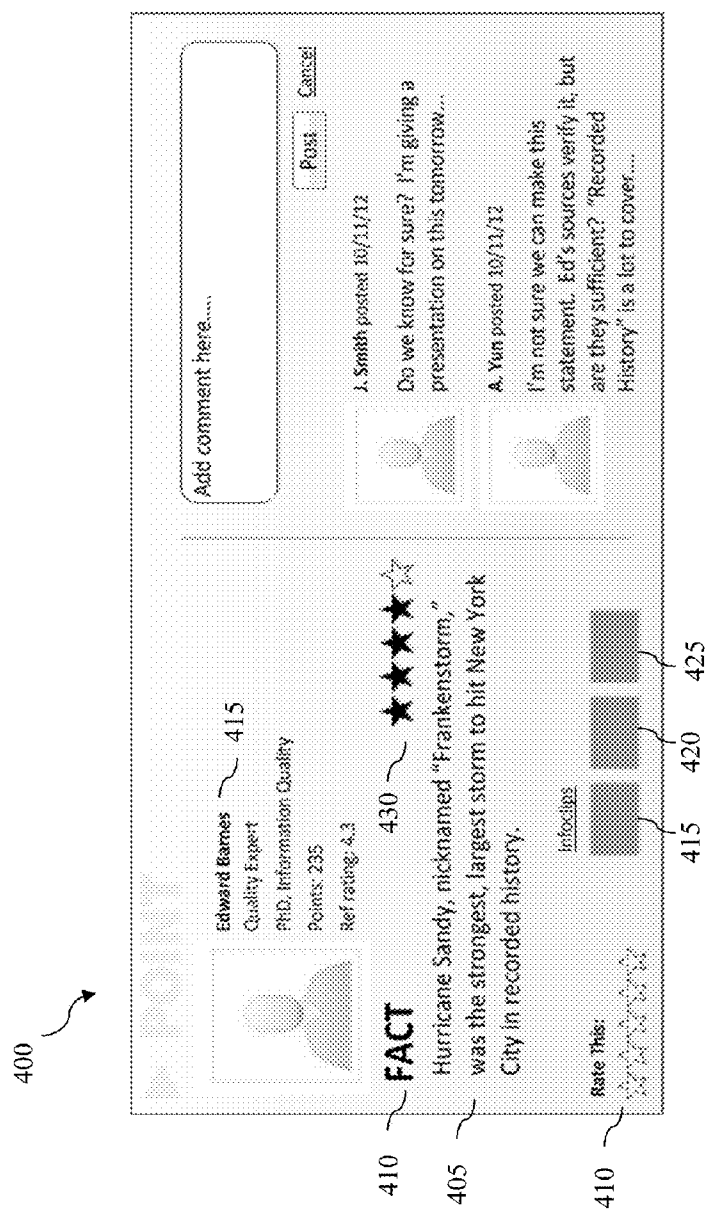 400
Edward Barnes
415
Quality Expert
PhD, Information Quality
Points: 235
Ref rating: 4.3
410
FACT
430
405
Hurricane Sandy, nicknamed “Frankenstorm,”
was the strongest, largest storm to hit New York
City in recorded history.
Infoclips
410
Rate This:
415
420
425
Add comment here.....
Post
Cancel
J. Smith posted 10/11/12
Do we know for sure? I'm giving a
presentation on this tomorrow...
A. Yun posted 10/11/12
I'm not sure we can make this
statement. Ed's sources verify it, but
are they sufficient? “Recorded
History” is a lot to cover....